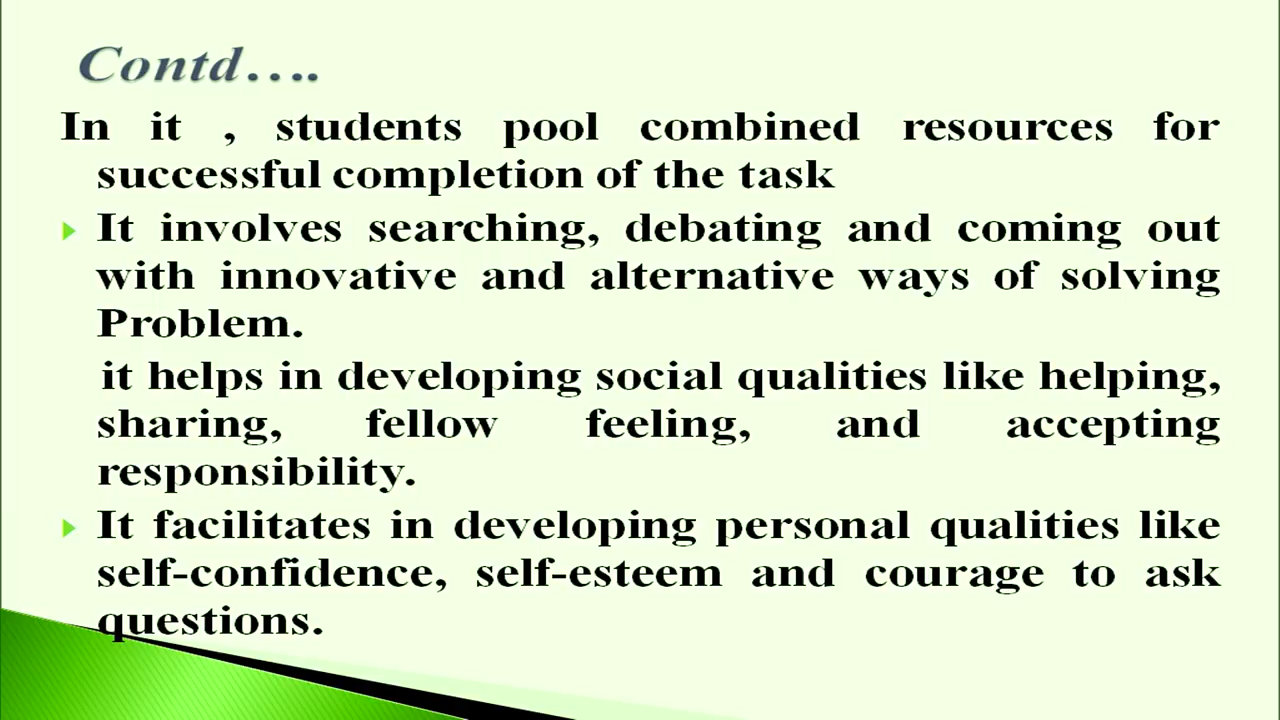 Contd….
In it , students pool combined resources for
successful completion of the task
It involves searching, debating and coming out
with innovative and alternative ways of solving
Problem.
it helps in developing social qualities like helping,
sharing, fellow feeling, and accepting
responsibility.
It facilitates in developing personal qualities like
self-confidence, self-esteem and courage to ask
questions.